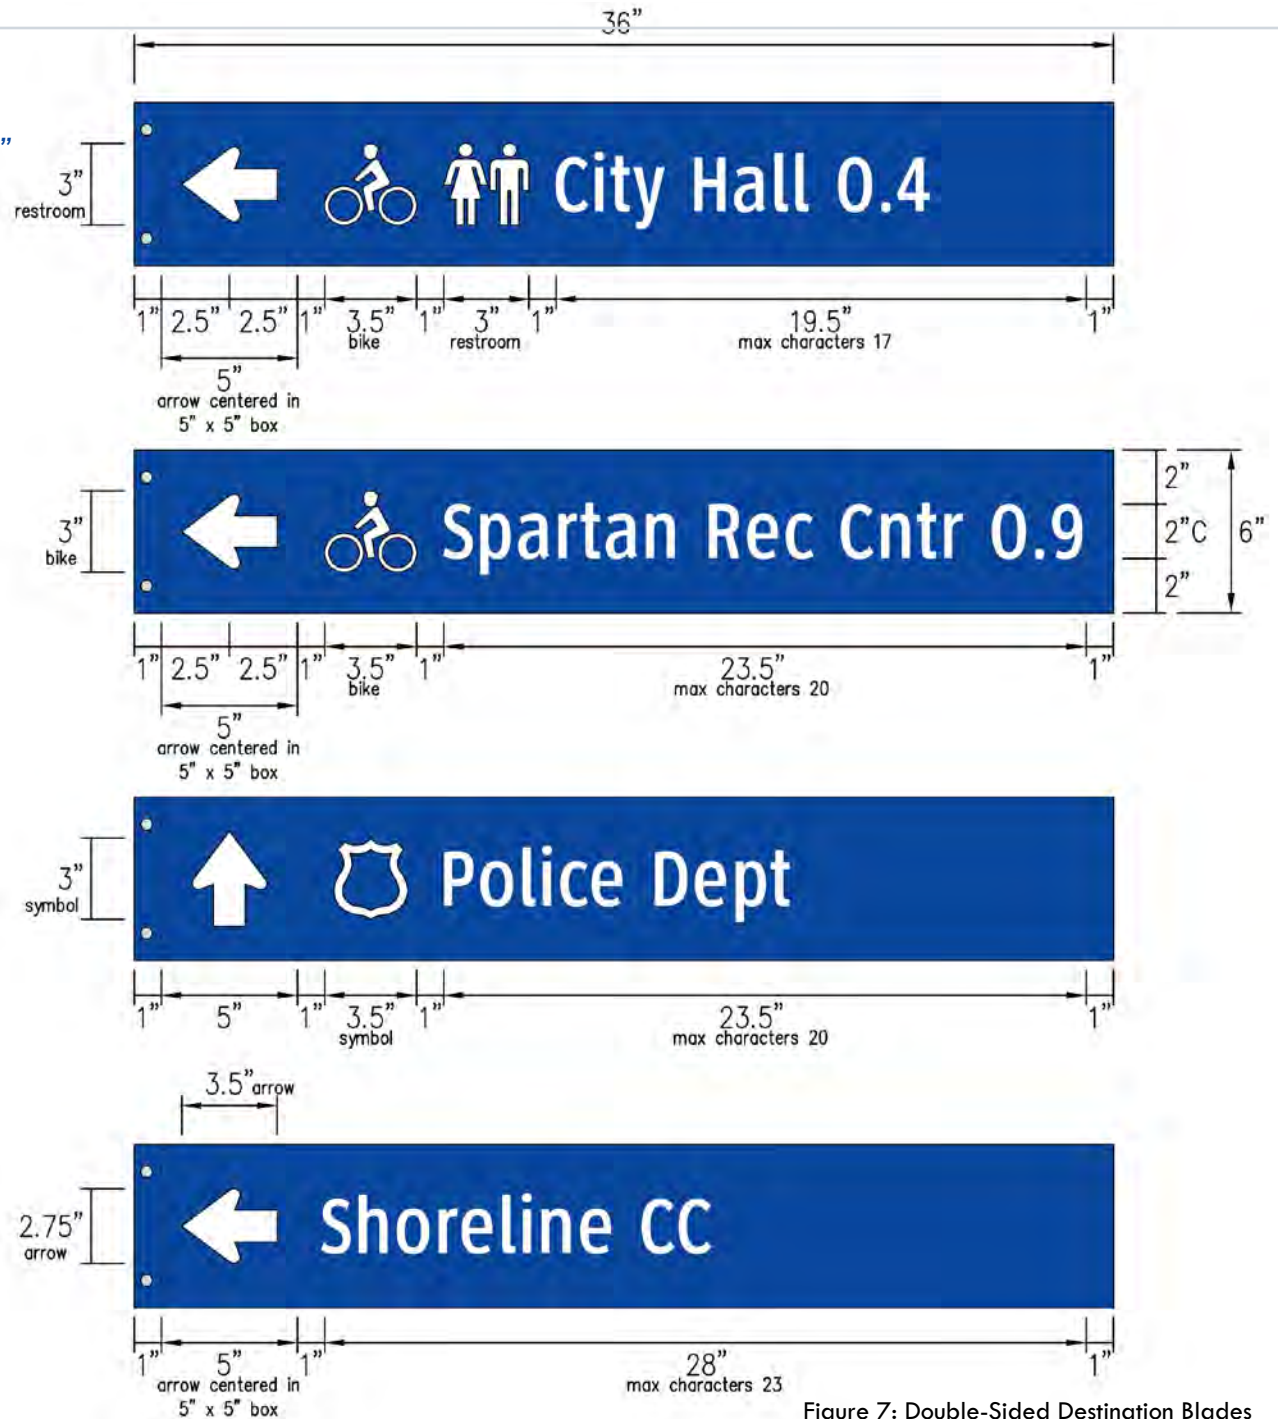 36”
”
3”
restroom
City Hall 0.4
1” 2.5” 2.5” 1” 3.5” 1” 3” 1” 19.5” 1”
bike restroom max characters 17
5”
arrow centered in
5” x 5” box
3”
bike
Spartan Rec Cntr 0.9
2”
2”C 6”
2”
1” 2.5” 2.5” 1” 3.5” 1” 23.5” 1”
bike max characters 20
5”
arrow centered in
5” x 5” box
3”
symbol
Police Dept
1” 5” 1” 3.5” 1” 23.5” 1”
symbol max characters 20
3.5” arrow
2.75”
arrow
Shoreline CC
1” 5” 1” 28” 1”
arrow centered in max characters 23
5” x 5” box
Figure 7: Double-Sided Destination Blades